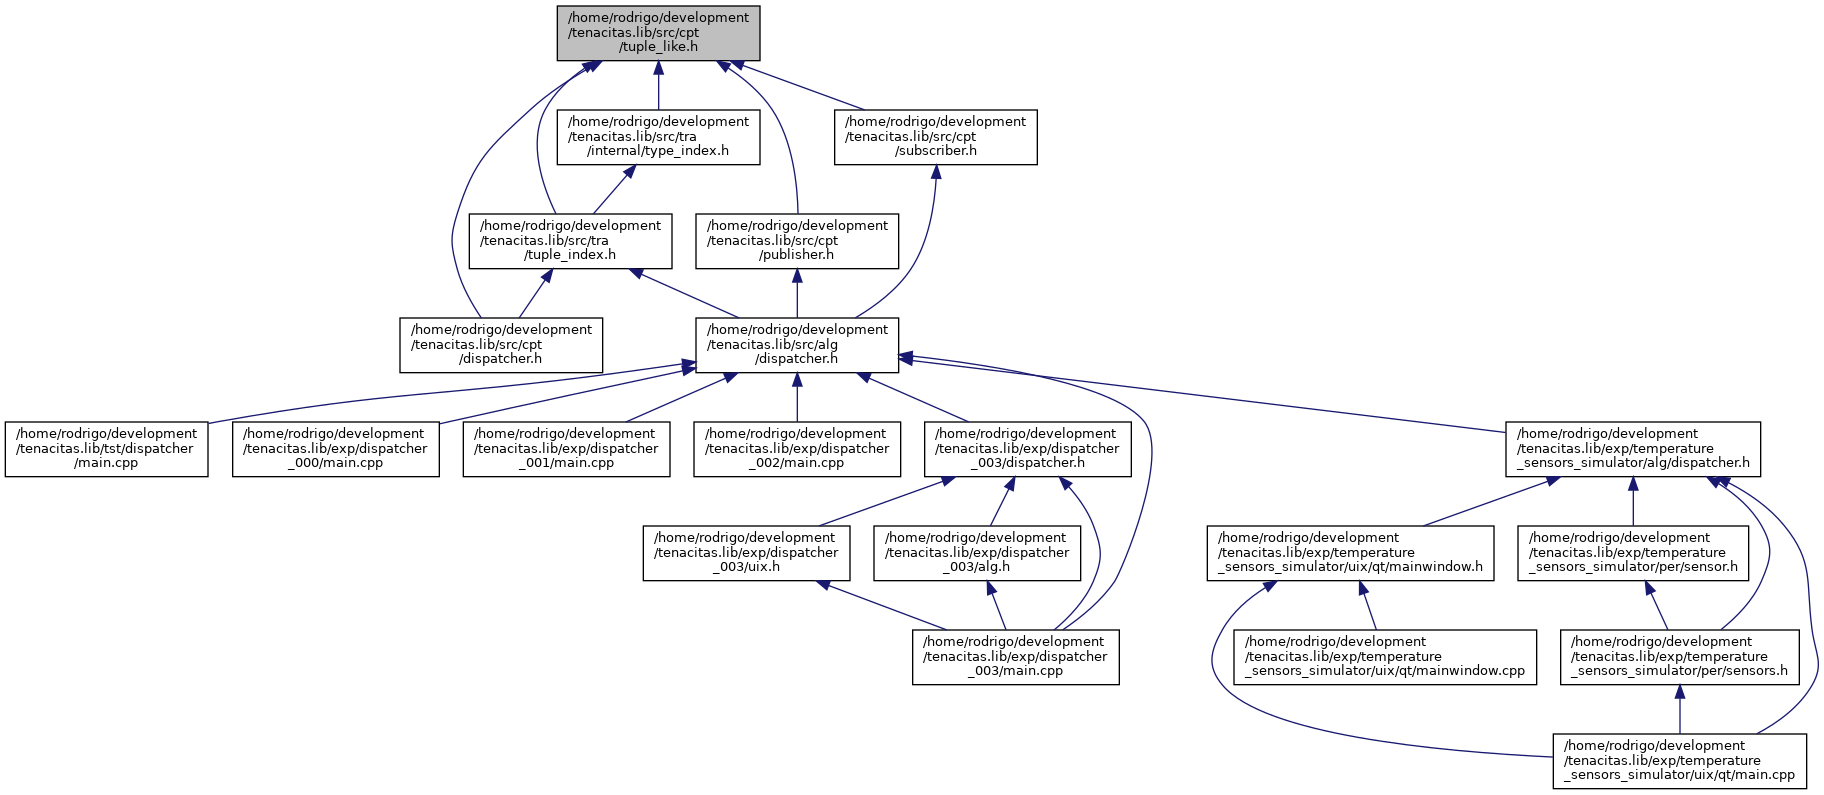 /home/rodrigo/development
/tenacitas.lib/src/cpt
/tuple_like.h
/home/rodrigo/development
/tenacitas.lib/src/tra
/internal/type_index.h
/home/rodrigo/development
/tenacitas.lib/src/cpt
/subscriber.h
/home/rodrigo/development
/tenacitas.lib/src/tra
/tuple_index.h
/home/rodrigo/development
/tenacitas.lib/src/cpt
/publisher.h
/home/rodrigo/development
/tenacitas.lib/src/cpt
/dispatcher.h
/home/rodrigo/development
/tenacitas.lib/src/alg
/dispatcher.h
/home/rodrigo/development
/tenacitas.lib/tst/dispatcher
/main.cpp
/home/rodrigo/development
/tenacitas.lib/exp/dispatcher
_000/main.cpp
/home/rodrigo/development
/tenacitas.lib/exp/dispatcher
_001/main.cpp
/home/rodrigo/development
/tenacitas.lib/exp/dispatcher
_002/main.cpp
/home/rodrigo/development
/tenacitas.lib/exp/dispatcher
_003/dispatcher.h
/home/rodrigo/development
/tenacitas.lib/exp/temperature
_sensors_simulator/alg/dispatcher.h
/home/rodrigo/development
/tenacitas.lib/exp/dispatcher
_003/uix.h
/home/rodrigo/development
/tenacitas.lib/exp/dispatcher
_003/alg.h
/home/rodrigo/development
/tenacitas.lib/exp/temperature
_sensors_simulator/uix/qt/mainwindow.h
/home/rodrigo/development
/tenacitas.lib/exp/temperature
_sensors_simulator/per/sensor.h
/home/rodrigo/development
/tenacitas.lib/exp/dispatcher
_003/main.cpp
/home/rodrigo/development
/tenacitas.lib/exp/temperature
_sensors_simulator/uix/qt/mainwindow.cpp
/home/rodrigo/development
/tenacitas.lib/exp/temperature
_sensors_simulator/per/sensors.h
/home/rodrigo/development
/tenacitas.lib/exp/temperature
_sensors_simulator/uix/qt/main.cpp